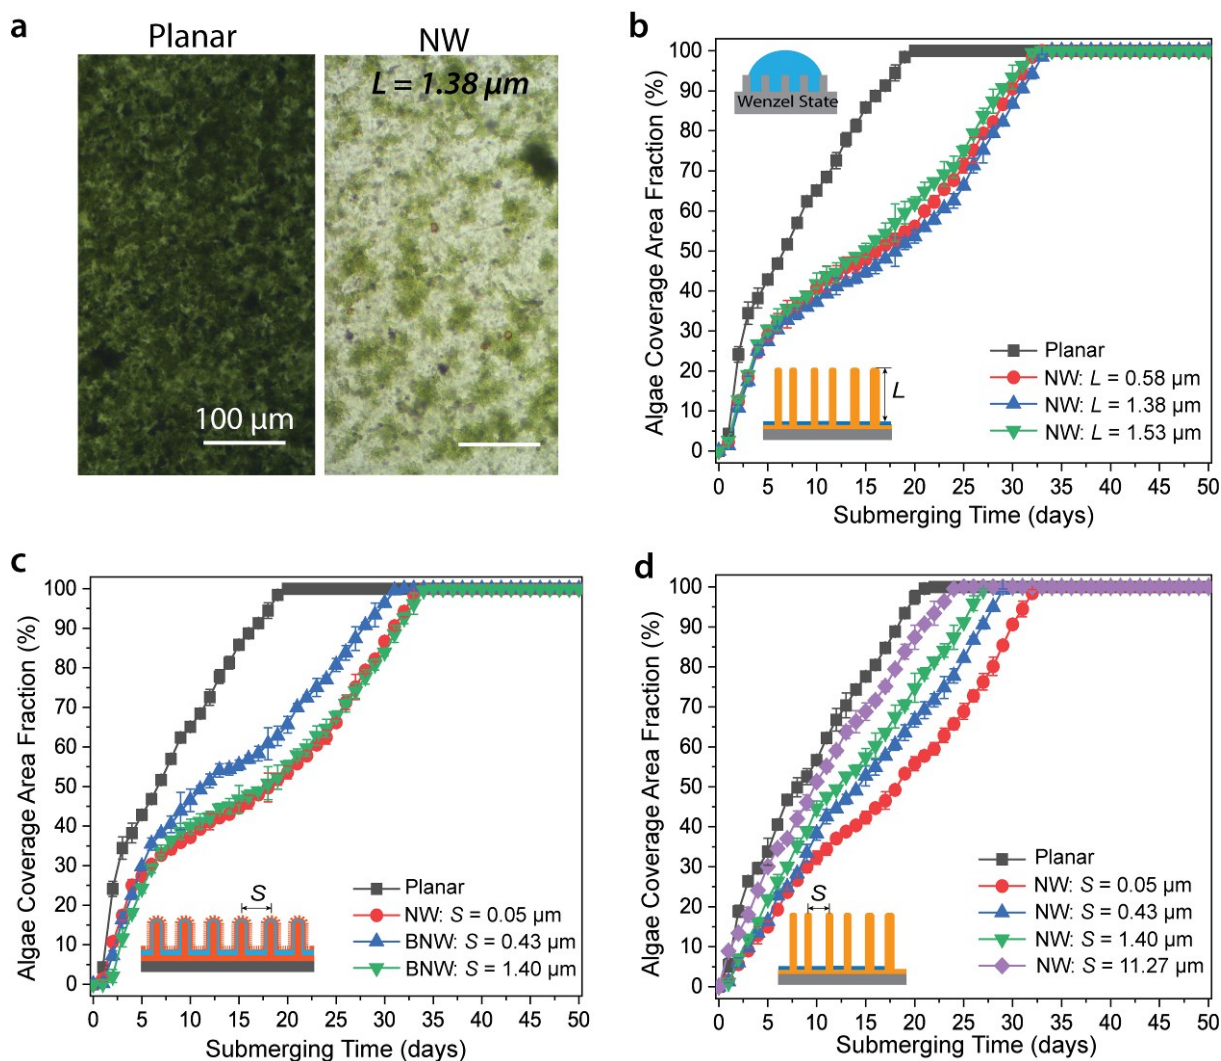 a
Planar
NW
L = 1.38 µm
100 µm
b
Algae Coverage Area Fraction (%)
100
90
80
70
60
50
40
30
20
10
0
Wenzel State
L
Planar
NW: L = 0.58 µm
NW: L = 1.38 µm
NW: L = 1.53 µm
0 5 10 15 20 25 30 35 40 45 50
Submerging Time (days)
c
Algae Coverage Area Fraction (%)
100
90
80
70
60
50
40
30
20
10
0
S
Planar
NW: S = 0.05 µm
BNW: S = 0.43 µm
BNW: S = 1.40 µm
0 5 10 15 20 25 30 35 40 45 50
Submerging Time (days)
d
Algae Coverage Area Fraction (%)
100
90
80
70
60
50
40
30
20
10
0
S
Planar
NW: S = 0.05 µm
NW: S = 0.43 µm
NW: S = 1.40 µm
NW: S = 11.27 µm
0 5 10 15 20 25 30 35 40 45 50
Submerging Time (days)